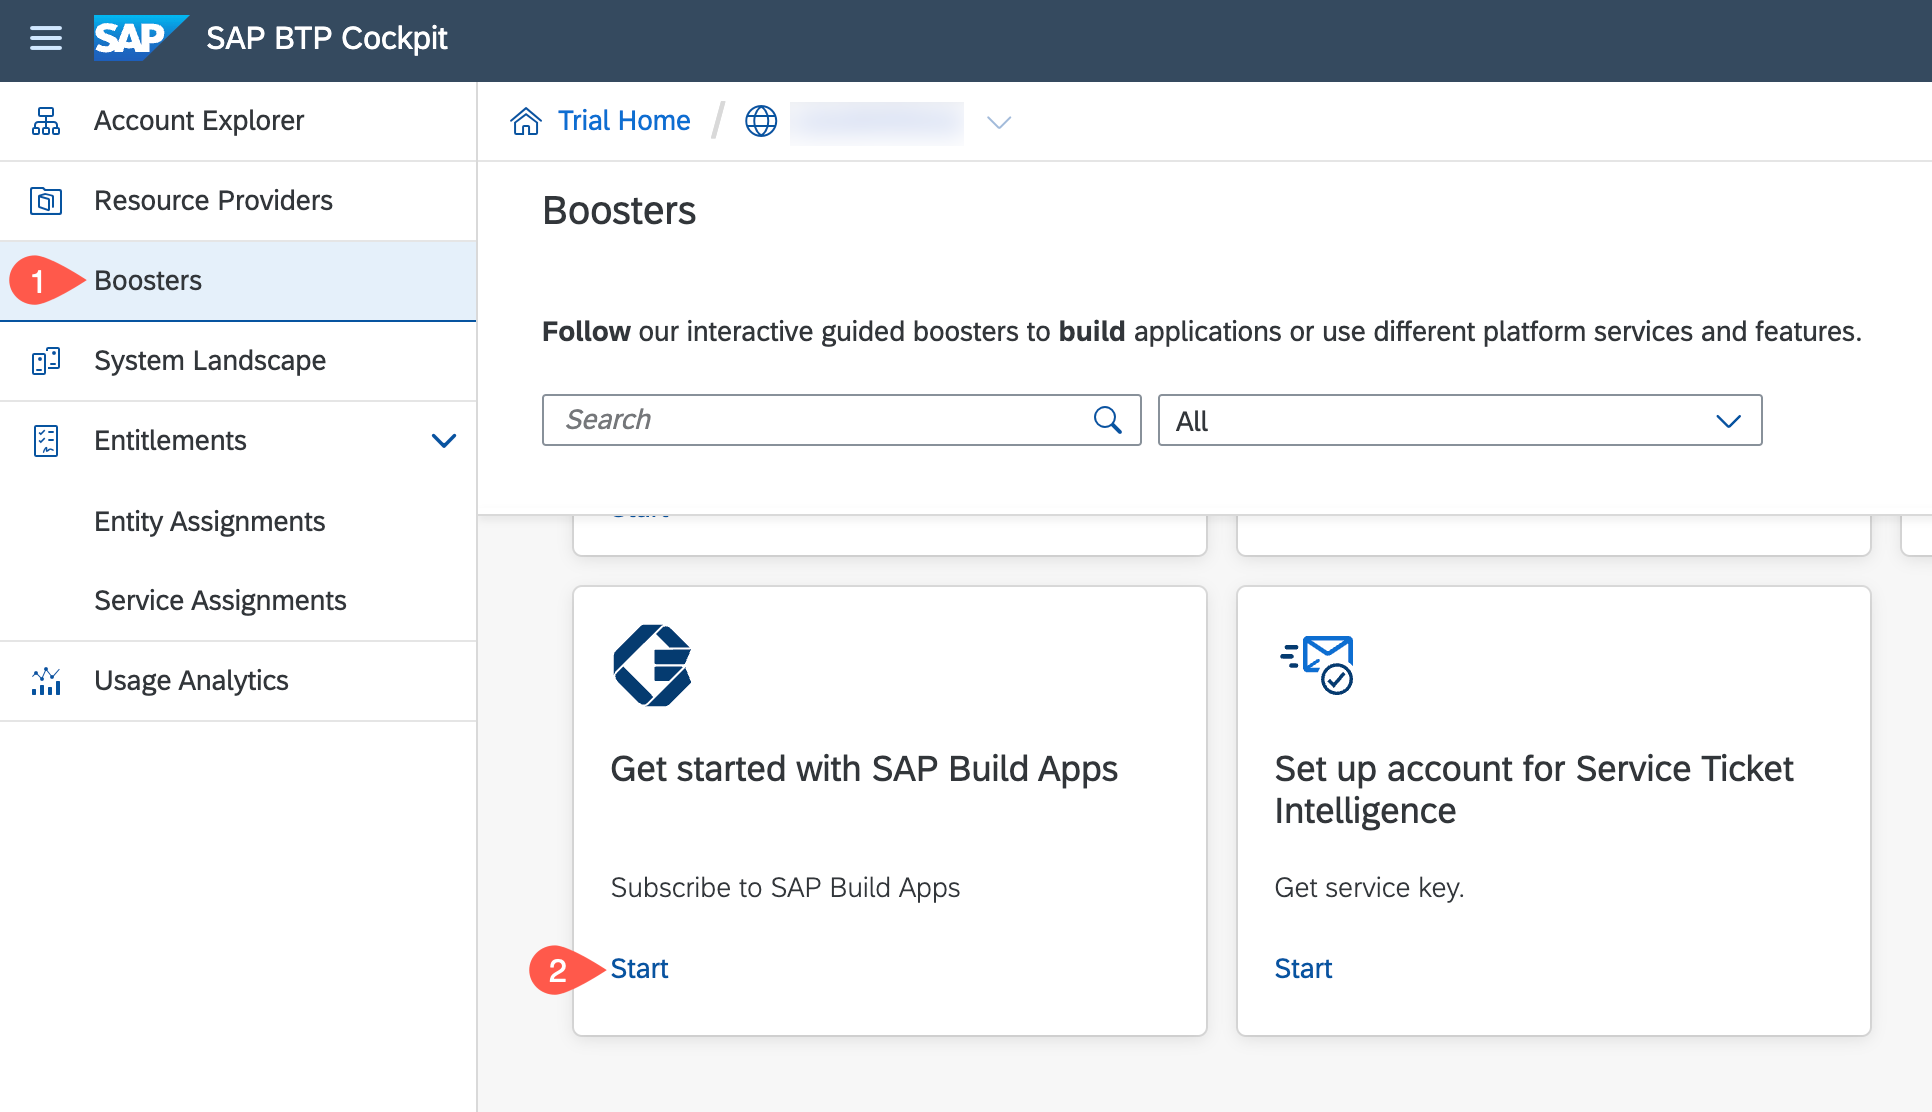 SAP SAP BTP Cockpit
Account Explorer
Resource Providers
1 Boosters
System Landscape
Entitlements
Entity Assignments
Service Assignments
Usage Analytics
Trial Home /
Boosters
Follow our interactive guided boosters to build applications or use different platform services and features.
Search
All
Get started with SAP Build Apps
Subscribe to SAP Build Apps
2 Start
Set up account for Service Ticket
Intelligence
Get service key.
Start